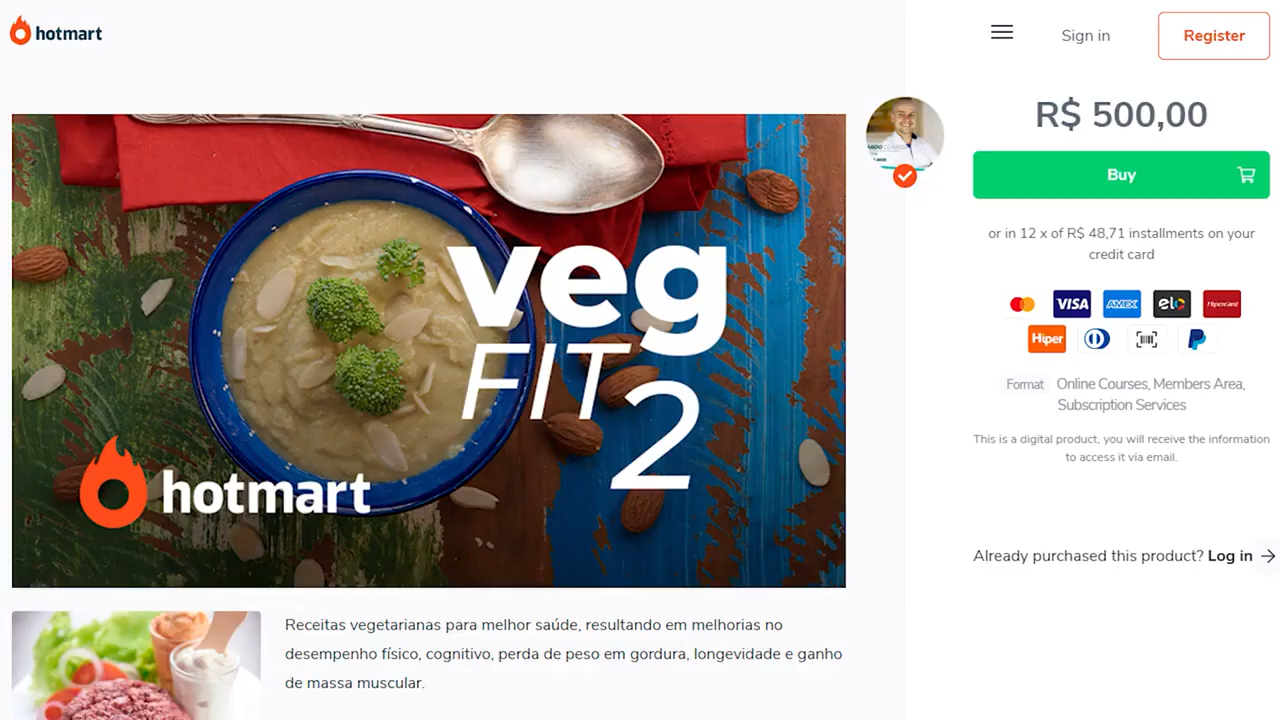 hotmart
Sign in
Register
R$ 500,00
Buy
or in 12 x of R$ 48,71 installments on your
credit card
VISA
AMEX
elo
Hipercard
Hiper
Format Online Courses, Members Area,
Subscription Services
This is a digital product, you will receive the information
to access it via email.
Already purchased this product? Log in
veg
FIT
2
hotmart
Receitas vegetarianas para melhor saúde, resultando em melhorias no
desempenho físico, cognitivo, perda de peso em gordura, longevidade e ganho
de massa muscular.